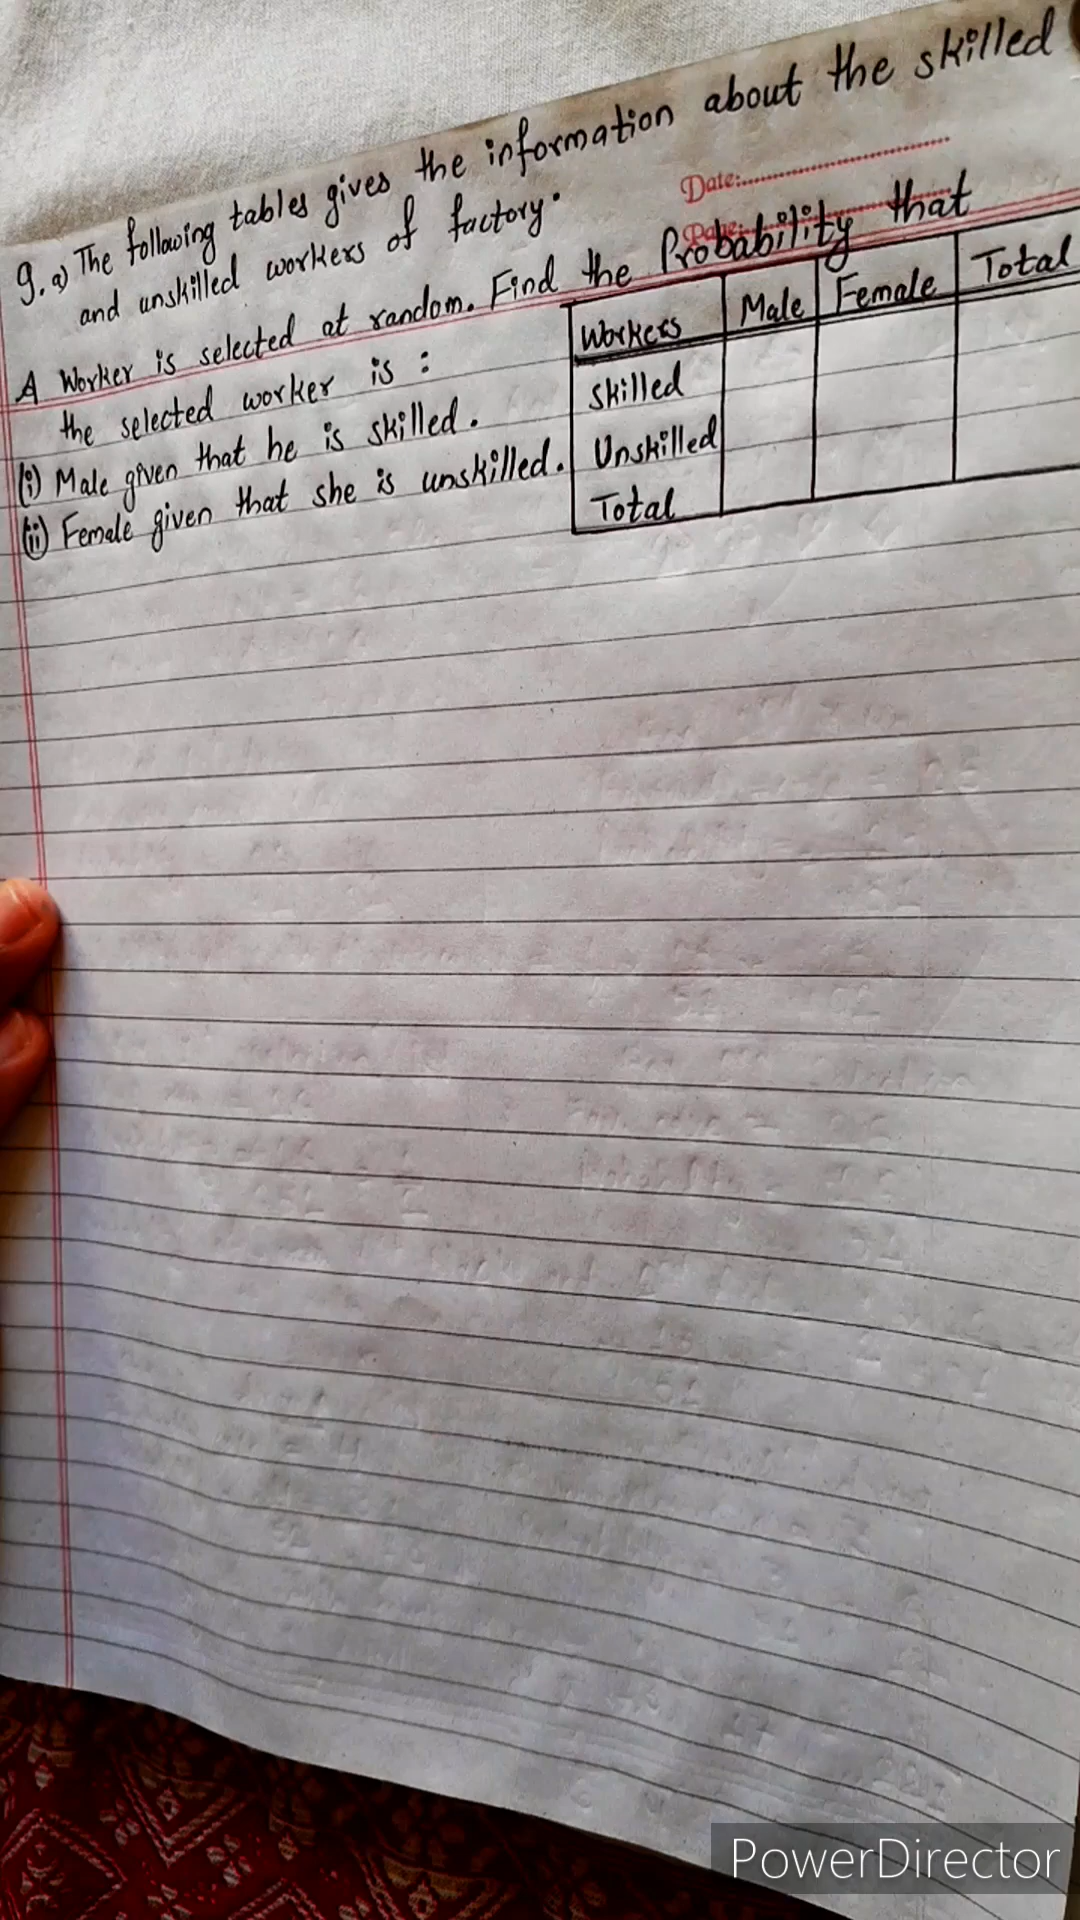 9. a) The following tables gives the information about the skilled
and unskilled workers of factory.
Date:
Page:
A Worker is selected at random. Find the Probability that
the selected worker is :
(i) Male given that he is skilled.
(ii) Female given that she is unskilled.
Workers Male Female Total
Skilled
Unskilled
Total
PowerDirector